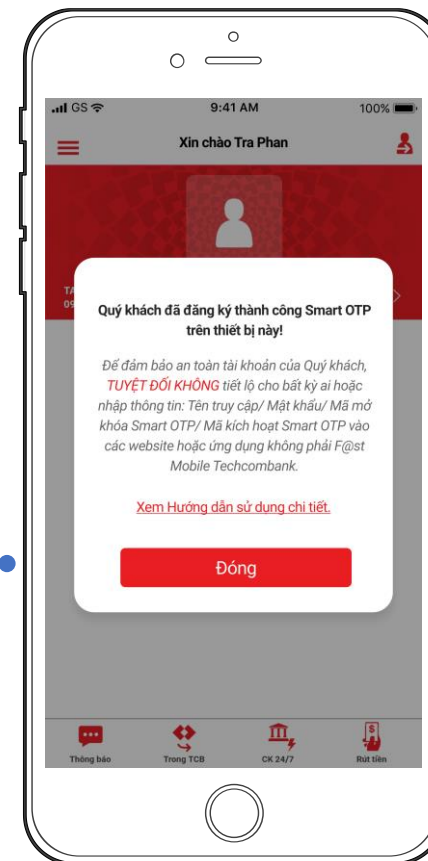 GS 9:41 AM 100%
Xin chào Tra Phan
TA
09
Quý khách đã đăng ký thành công Smart OTP
trên thiết bị này!
Để đảm bảo an toàn tài khoản của Quý khách,
TUYỆT ĐỐI KHÔNG tiết lộ cho bất kỳ ai hoặc
nhập thông tin: Tên truy cập/ Mật khẩu/ Mã mở
khóa Smart OTP/ Mã kích hoạt Smart OTP vào
các website hoặc ứng dụng không phải F@st
Mobile Techcombank.
Xem Hướng dẫn sử dụng chi tiết.
Đóng
Thông báo Trong TCB CK 24/7 Rút tiền